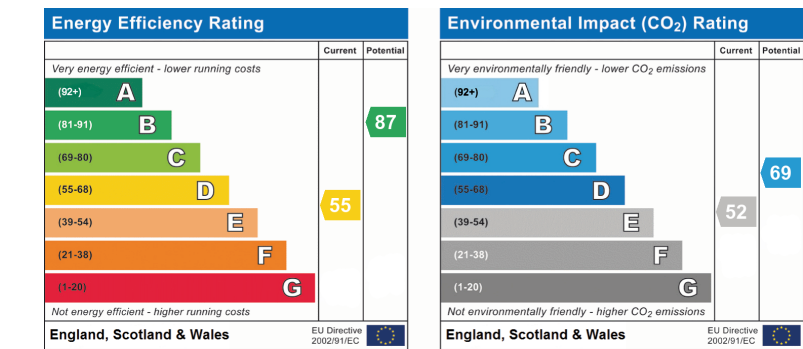 Energy Efficiency Rating
Current Potential
Very energy efficient - lower running costs
(92+) A
(81-91) B
87
(69-80) C
(55-68) D
55
(39-54) E
(21-38) F
(1-20) G
Not energy efficient - higher running costs
England, Scotland & Wales
EU Directive
2002/91/EC
Environmental Impact (CO₂) Rating
Current Potential
Very environmentally friendly - lower CO₂ emissions
(92+) A
(81-91) B
(69-80) C
69
(55-68) D
(39-54) E
52
(21-38) F
(1-20) G
Not environmentally friendly - higher CO₂ emissions
England, Scotland & Wales
EU Directive
2002/91/EC